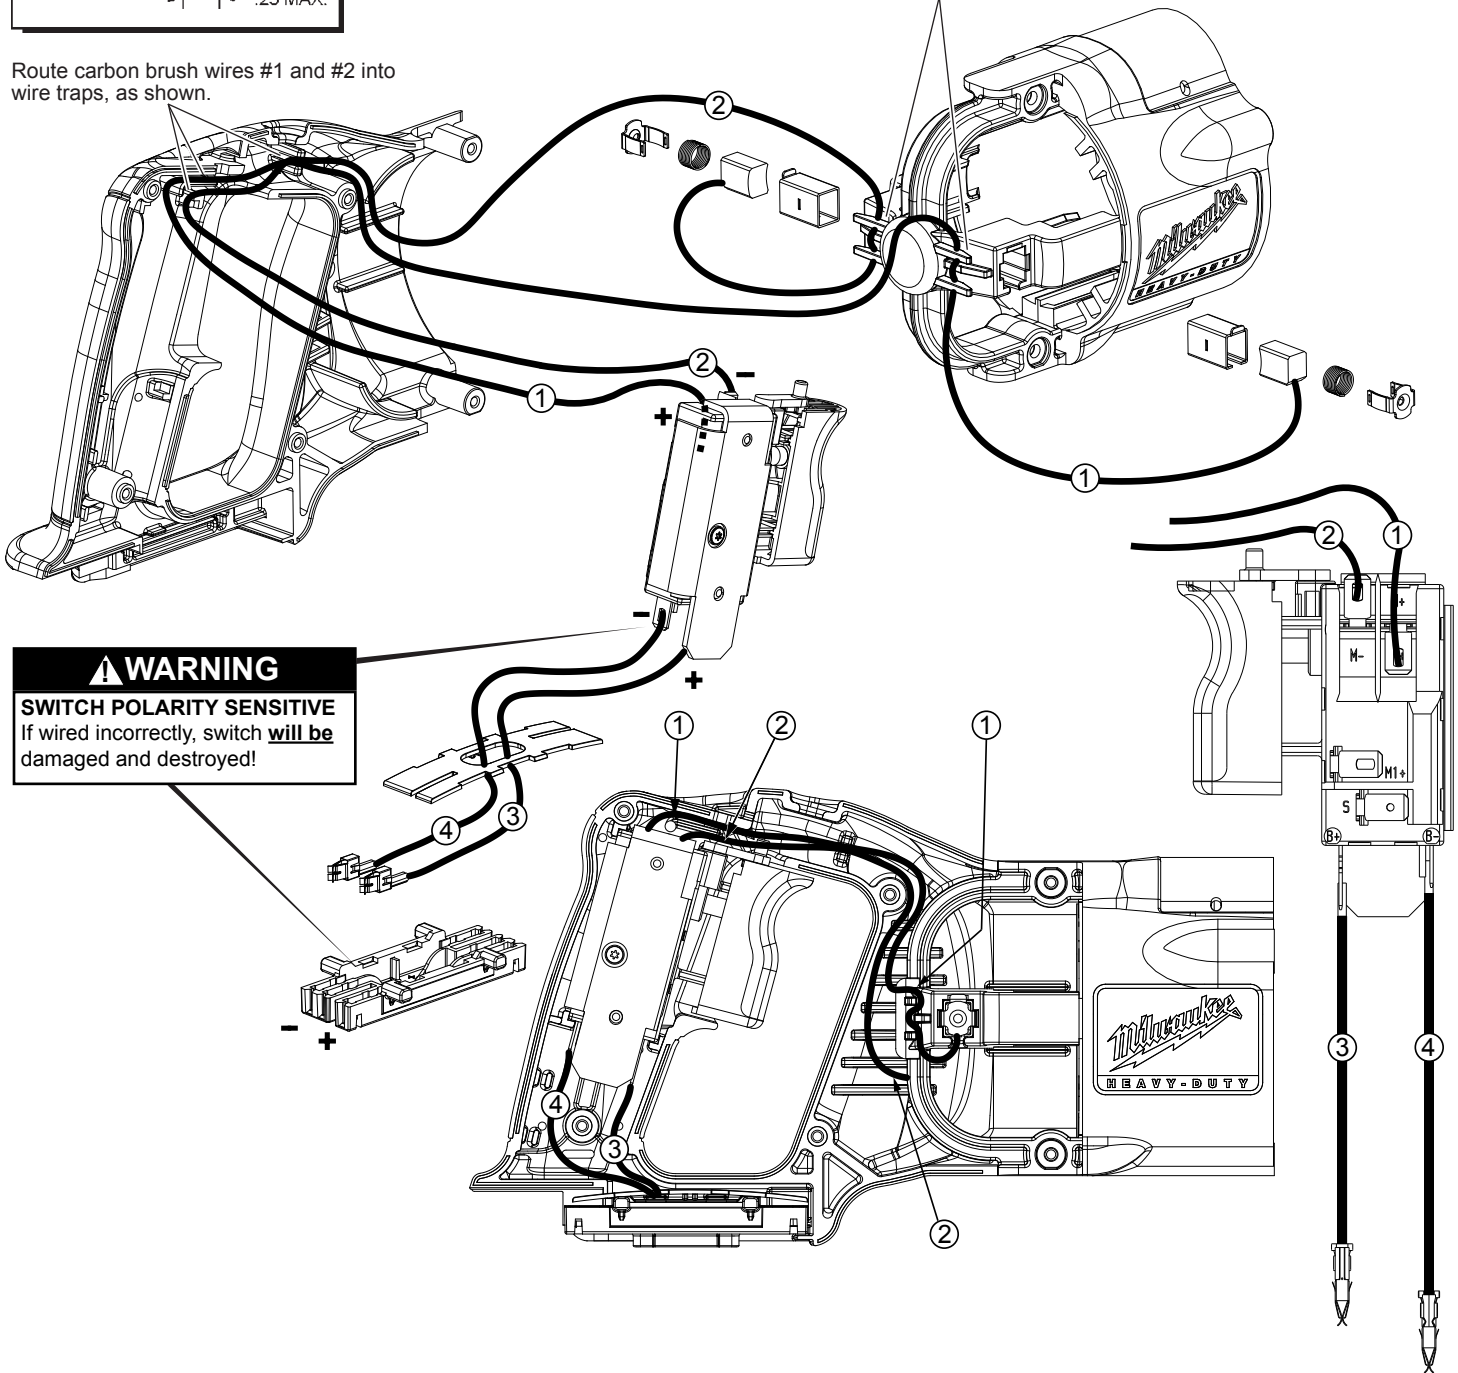 .25 MAX.
Route carbon brush wires #1 and #2 into
wire traps, as shown.
2
Milwaukee
HEAVY-DUTY
2
-
1
+
1
2
1
-
+
M+
M-
M1+
S
B+
B-
WARNING
SWITCH POLARITY SENSITIVE
If wired incorrectly, switch will be
damaged and destroyed!
1
2
1
4
3
-
+
Milwaukee
HEAVY-DUTY
4
3
2
3
4